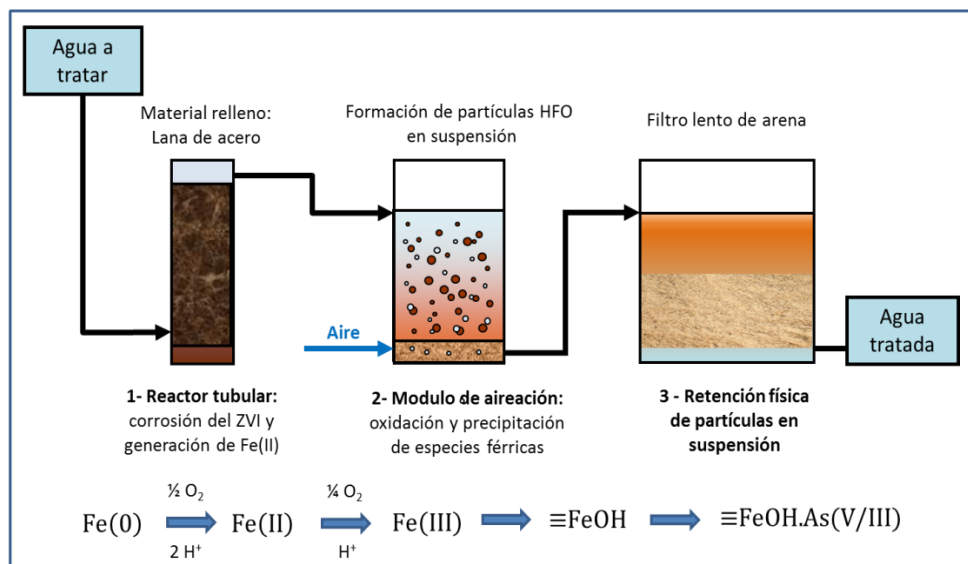 Agua a
tratar
Material relleno:
Lana de acero
Formación de partículas HFO
en suspensión
Filtro lento de arena
Aire
Agua
tratada
1- Reactor tubular:
corrosión del ZVI y
generación de Fe(II)
2- Modulo de aireación:
oxidación y precipitación
de especies férricas
3 - Retención física
de partículas en
suspensión
½ O₂
¼ O₂
Fe(0) Fe(II) Fe(III) ≡FeOH ≡FeOH.As(V/III)
2 H⁺
H⁺